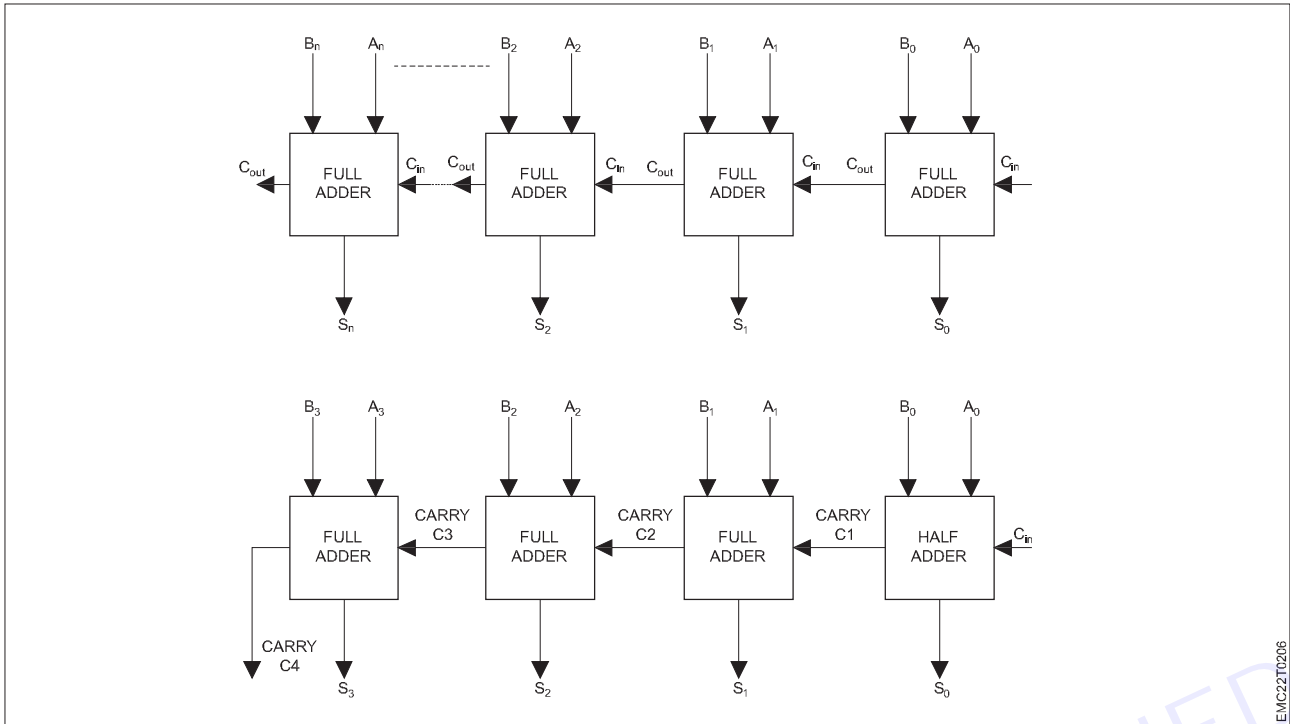 Bn An B2 A2 B1 A1 B0 A0
Cout FULL ADDER Cin Cout FULL ADDER Cin Cout FULL ADDER Cin Cout FULL ADDER Cin
Sn S2 S1 S0
B3 A3 B2 A2 B1 A1 B0 A0
FULL ADDER CARRY C3 FULL ADDER CARRY C2 FULL ADDER CARRY C1 HALF ADDER Cin
CARRY C4 S3 S2 S1 S0
EMC22T0206